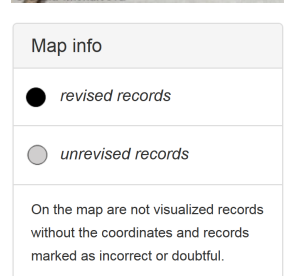 Map info
revised records
unrevised records
On the map are not visualized records
without the coordinates and records
marked as incorrect or doubtful.